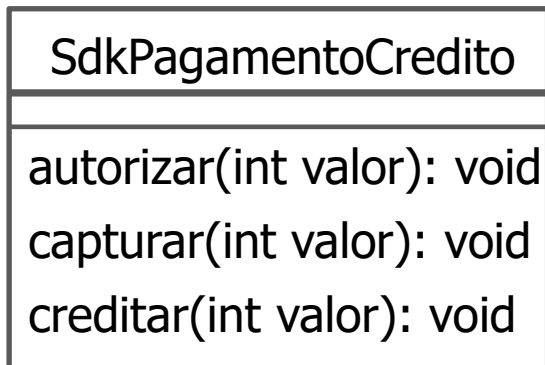 SdkPagamentoCredito
autorizar(int valor): void
capturar(int valor): void
creditar(int valor): void